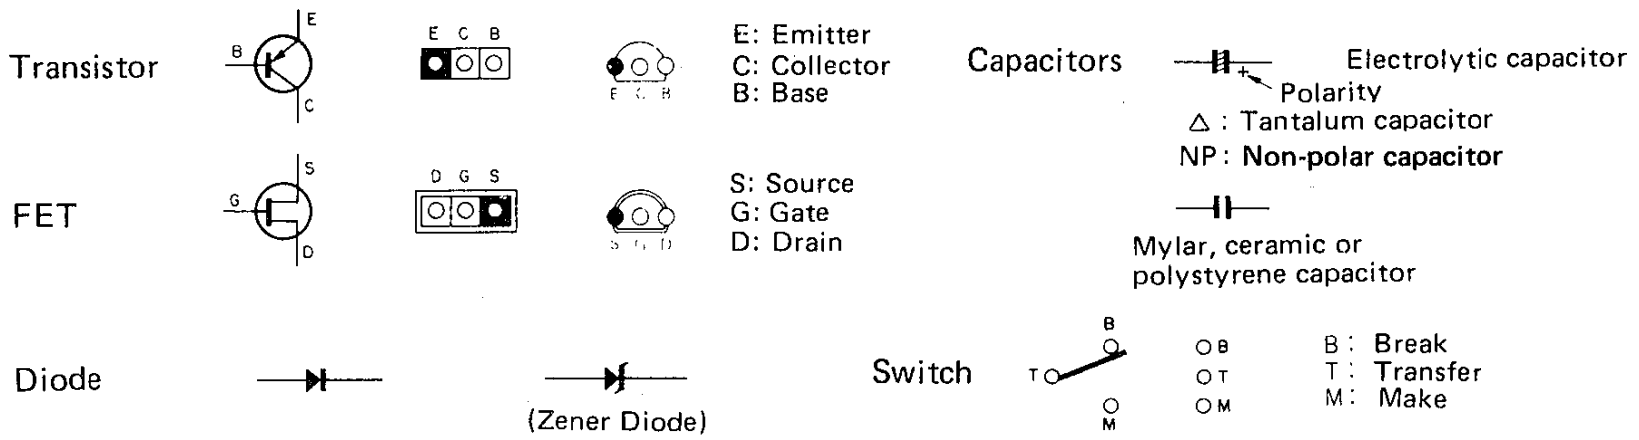 Transistor
B
E
C
E C B
E C B
E: Emitter
C: Collector
B: Base
Capacitors
+
Electrolytic capacitor
Polarity
△ : Tantalum capacitor
NP : Non-polar capacitor
FET
G
S
D
D G S
S G D
S: Source
G: Gate
D: Drain
Mylar, ceramic or
polystyrene capacitor
Diode
(Zener Diode)
Switch
B
T
M
B
T
M
B : Break
T : Transfer
M : Make